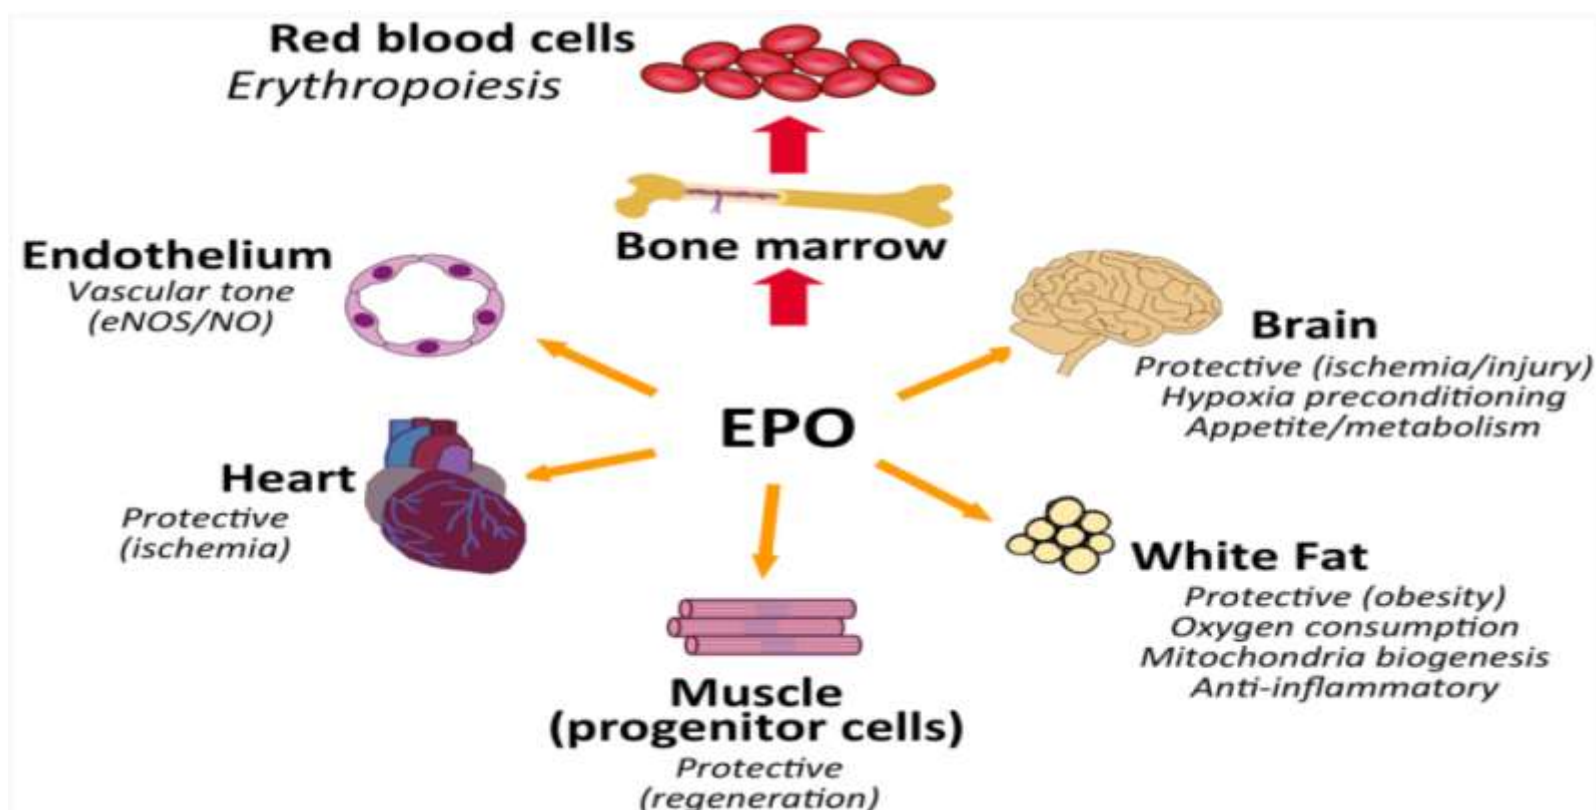 Red blood cells
Erythropoiesis
Bone marrow
Endothelium
Vascular tone
(eNOS/NO)
Brain
Protective (ischemia/injury)
Hypoxia preconditioning
Appetite/metabolism
EPO
Heart
Protective
(ischemia)
White Fat
Protective (obesity)
Oxygen consumption
Mitochondria biogenesis
Anti-inflammatory
Muscle
(progenitor cells)
Protective
(regeneration)